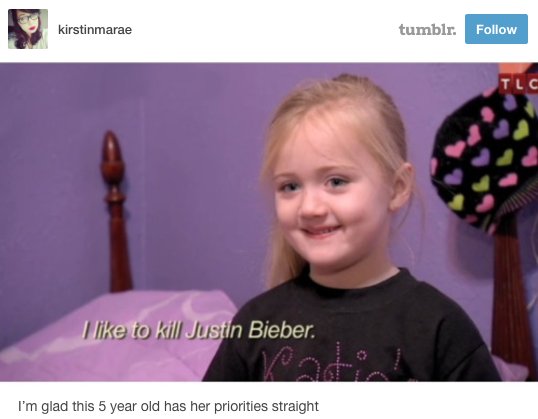 kirstinmarae
tumblr.
Follow
TLC
I like to kill Justin Bieber.
I'm glad this 5 year old has her priorities straight